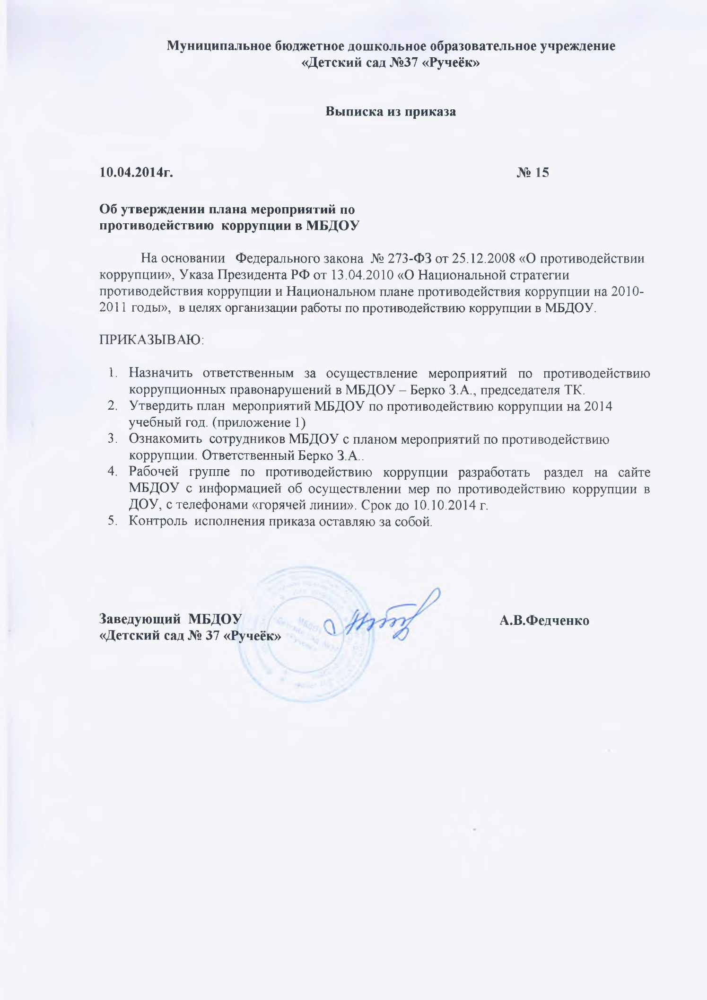 Муниципальное бюджетное дошкольное образовательное учреждение
«Детский сад №37 «Ручеёк»
Выписка из приказа
10.04.2014г. № 15
Об утверждении плана мероприятий по
противодействию коррупции в МБДОУ
На основании Федерального закона № 273-ФЗ от 25.12.2008 «О противодействии
коррупции», Указа Президента РФ от 13.04.2010 «О Национальной стратегии
противодействия коррупции и Национальном плане противодействия коррупции на 2010-
2011 годы», в целях организации работы по противодействию коррупции в МБДОУ.
ПРИКАЗЫВАЮ:
1. Назначить ответственным за осуществление мероприятий по противодействию
коррупционных правонарушений в МБДОУ – Берко З.А., председателя ТК.
2. Утвердить план мероприятий МБДОУ по противодействию коррупции на 2014
учебный год. (приложение 1)
3. Ознакомить сотрудников МБДОУ с планом мероприятий по противодействию
коррупции. Ответственный Берко З.А..
4. Рабочей группе по противодействию коррупции разработать раздел на сайте
МБДОУ с информацией об осуществлении мер по противодействию коррупции в
ДОУ, с телефонами «горячей линии». Срок до 10.10.2014 г.
5. Контроль исполнения приказа оставляю за собой.
Заведующий МБДОУ А.В.Федченко
«Детский сад № 37 «Ручеёк»
МБДОУ
«Детский сад №37
«Ручеёк»